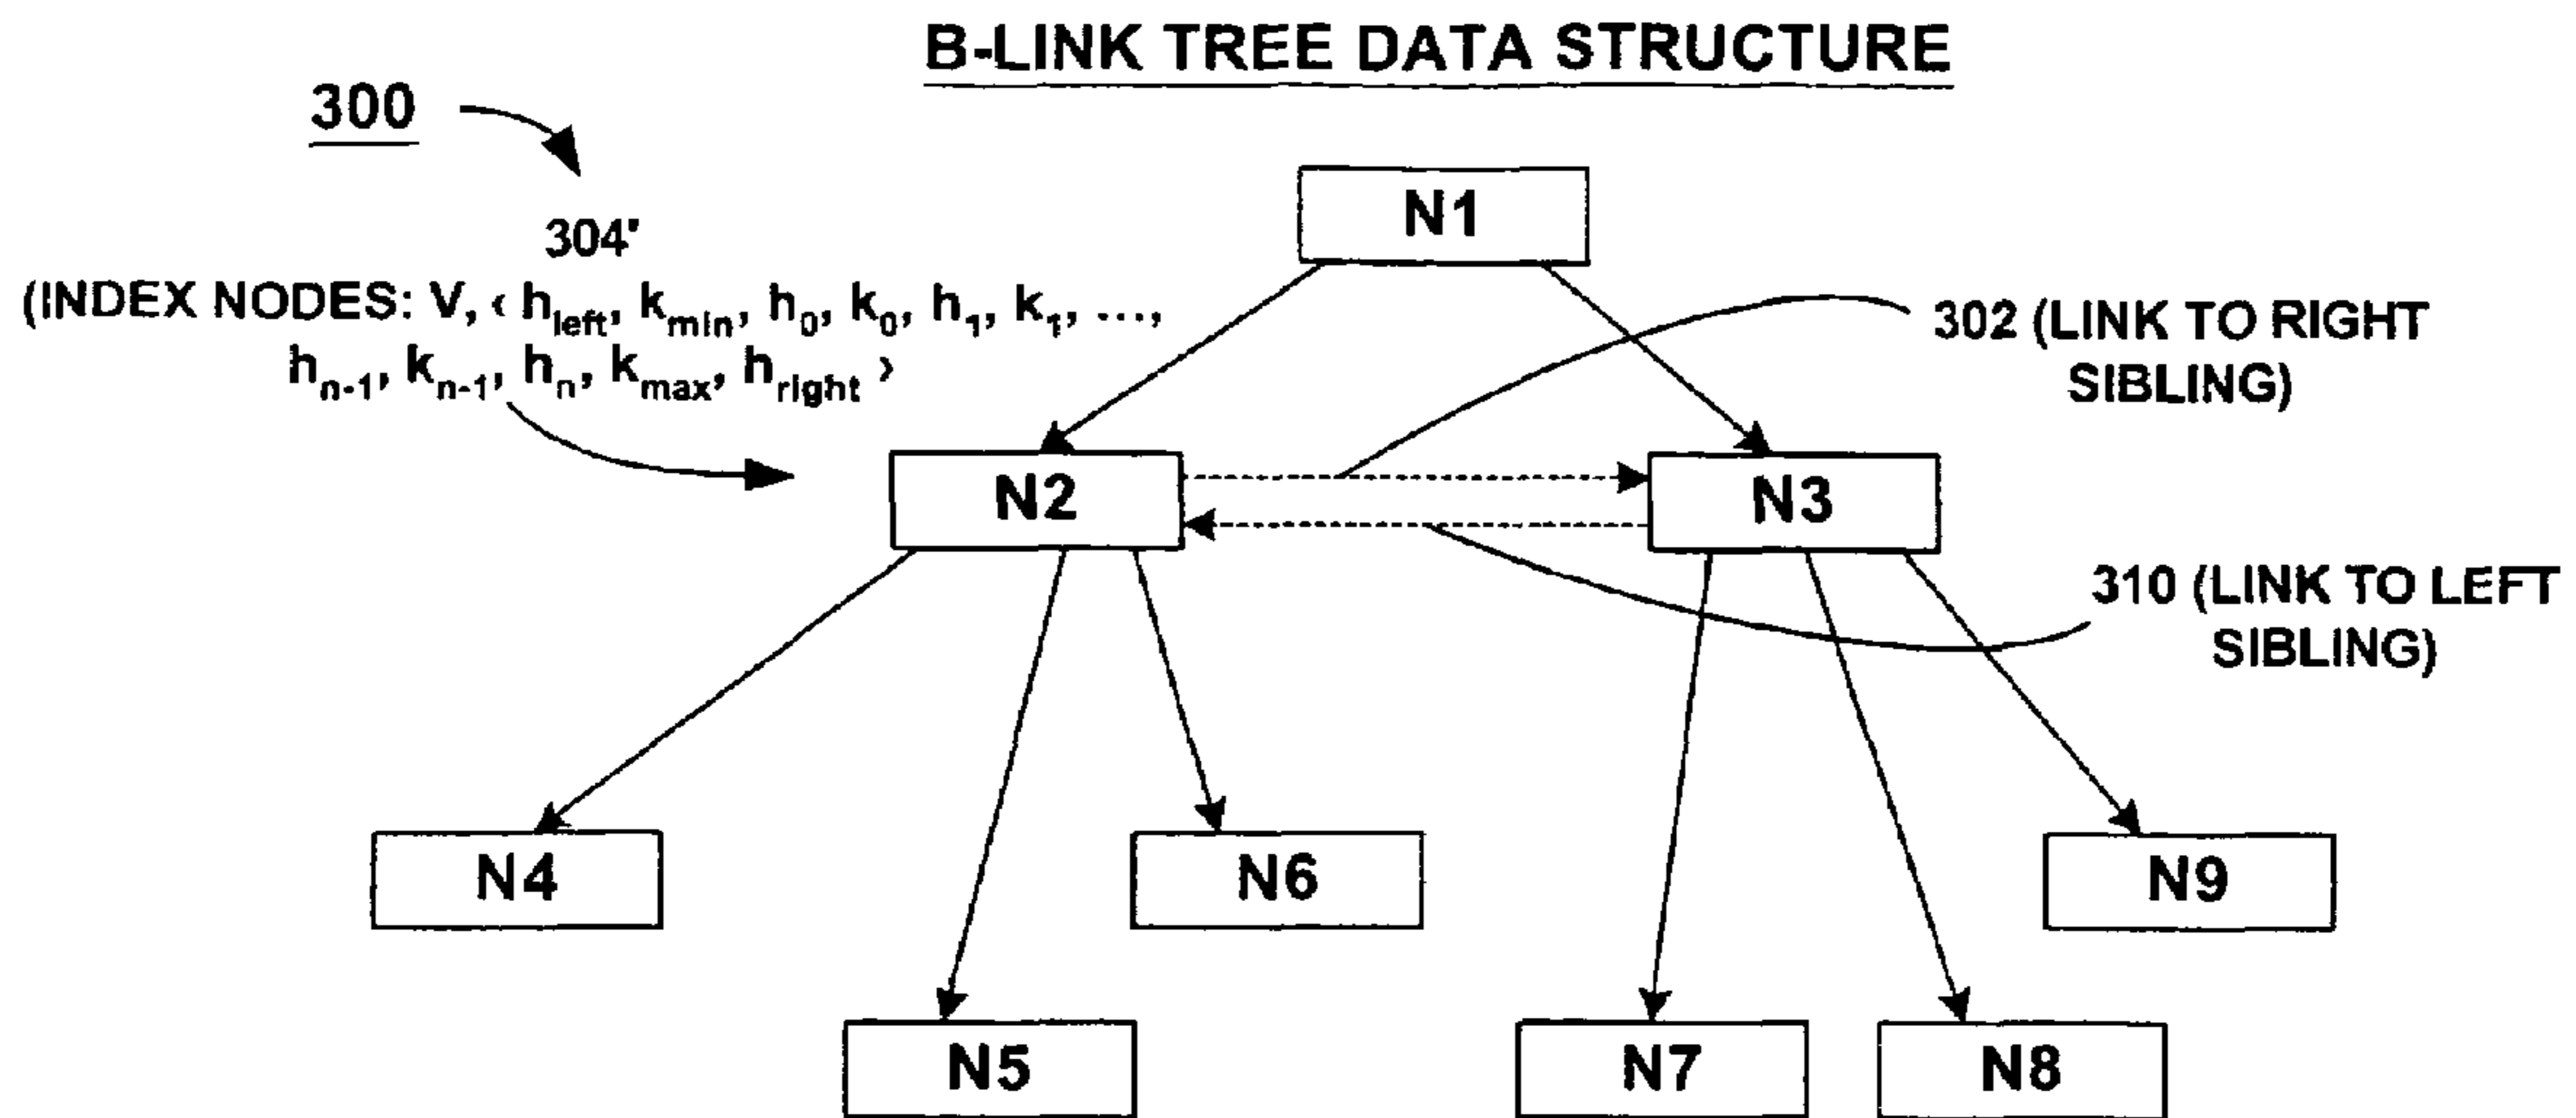 B-LINK TREE DATA STRUCTURE
300
304'
(INDEX NODES: V, ‹ h_left, k_min, h_0, k_0, h_1, k_1, ...,
h_n-1, k_n-1, h_n, k_max, h_right ›
N1
302 (LINK TO RIGHT
SIBLING)
N2
N3
310 (LINK TO LEFT
SIBLING)
N4
N6
N9
N5
N7
N8